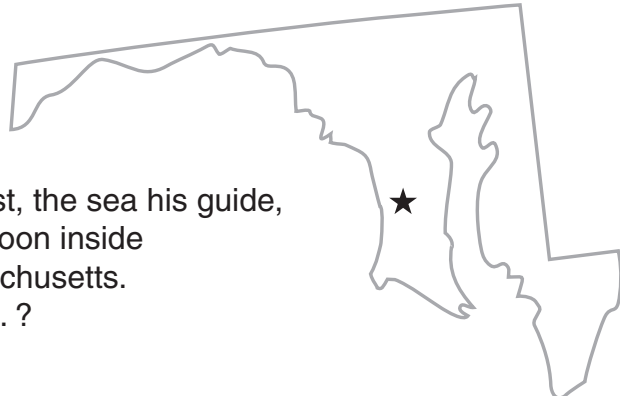 st, the sea his guide,
oon inside
chusetts.
. ?